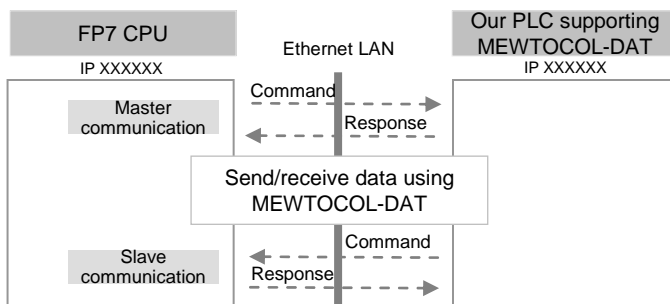 FP7 CPU
Ethernet LAN
Our PLC supporting
MEWTOCOL-DAT
IP XXXXXX
IP XXXXXX
Command
Master
communication
Response
Send/receive data using
MEWTOCOL-DAT
Command
Slave
communication
Response